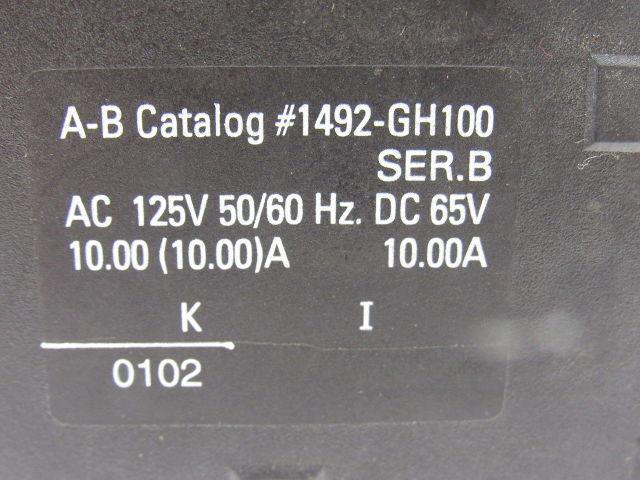 A-B Catalog #1492-GH100
SER.B
AC 125V 50/60 Hz. DC 65V
10.00 (10.00)A 10.00A
K I
0102